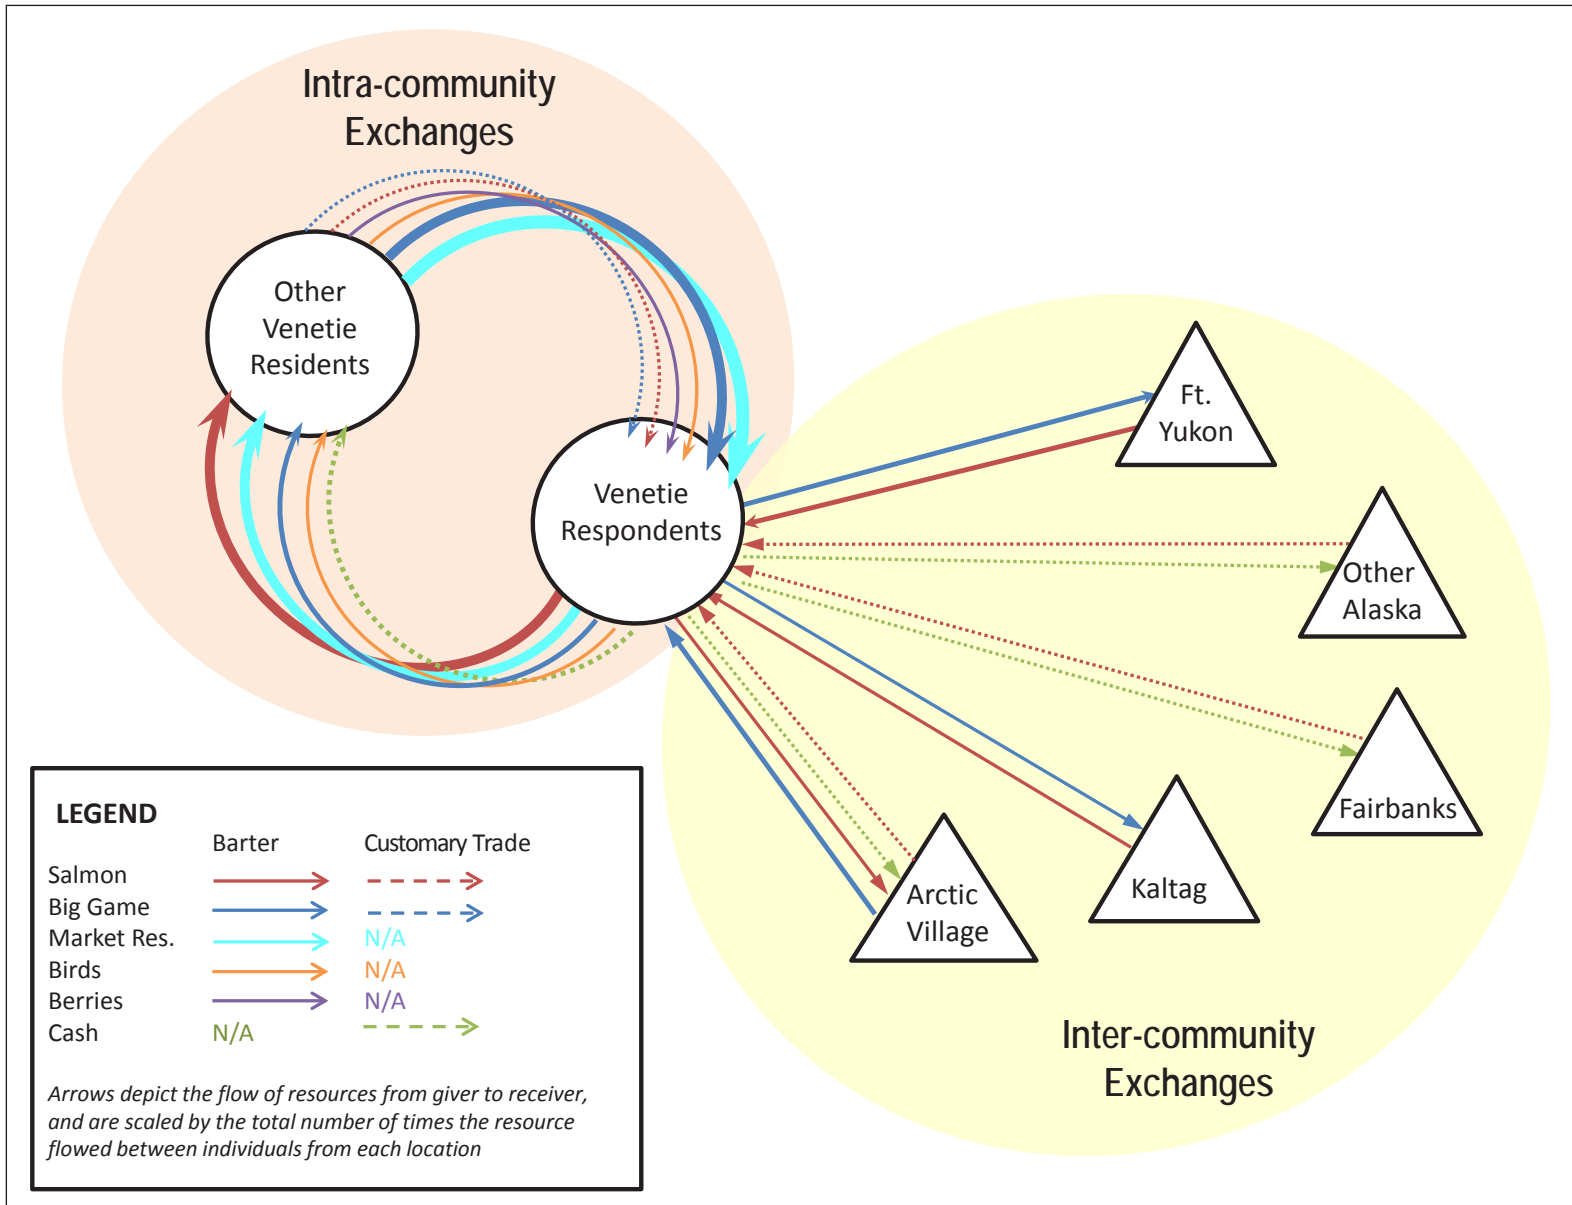 Intra-community
Exchanges
Other
Venetie
Residents
Venetie
Respondents
Ft.
Yukon
Other
Alaska
Fairbanks
Kaltag
Arctic
Village
Inter-community
Exchanges
LEGEND
Barter Customary Trade
Salmon
Big Game
Market Res. N/A
Birds N/A
Berries N/A
Cash N/A
Arrows depict the flow of resources from giver to receiver,
and are scaled by the total number of times the resource
flowed between individuals from each location